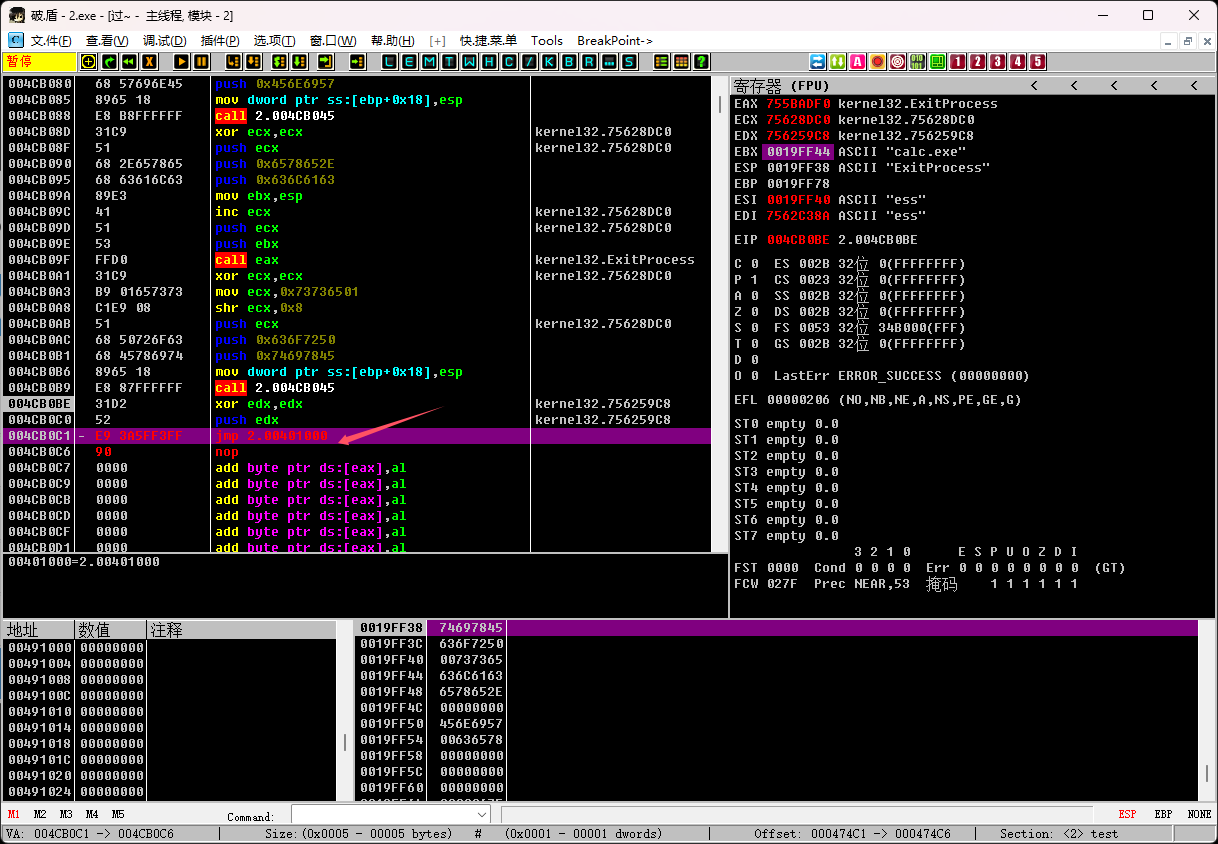 破.盾 - 2.exe - [过~ - 主线程, 模块 - 2]
文.件(F) 查.看(V) 调.试(D) 插件(P) 选.项(T) 窗.口(W) 帮.助(H) [+] 快.捷.菜.单 Tools BreakPoint->
暂停 L E M T W H C / K B R ... S ? A 1 2 3 4 5
004CB080 68 57696E45 push 0x456E6957
004CB085 8965 18 mov dword ptr ss:[ebp+0x18],esp
004CB088 E8 B8FFFFFF call 2.004CB045
004CB08D 31C9 xor ecx,ecx kernel32.75628DC0
004CB08F 51 push ecx kernel32.75628DC0
004CB090 68 2E657865 push 0x6578652E
004CB095 68 63616C63 push 0x636C6163
004CB09A 89E3 mov ebx,esp
004CB09C 41 inc ecx kernel32.75628DC0
004CB09D 51 push ecx kernel32.75628DC0
004CB09E 53 push ebx
004CB09F FFD0 call eax kernel32.ExitProcess
004CB0A1 31C9 xor ecx,ecx kernel32.75628DC0
004CB0A3 B9 01657373 mov ecx,0x73736501
004CB0A8 C1E9 08 shr ecx,0x8
004CB0AB 51 push ecx kernel32.75628DC0
004CB0AC 68 50726F63 push 0x636F7250
004CB0B1 68 45786974 push 0x74697845
004CB0B6 8965 18 mov dword ptr ss:[ebp+0x18],esp
004CB0B9 E8 87FFFFFF call 2.004CB045
004CB0BE 31D2 xor edx,edx kernel32.756259C8
004CB0C0 52 push edx kernel32.756259C8
004CB0C1 - E9 3A5FF3FF jmp 2.00401000
004CB0C6 90 nop
004CB0C7 0000 add byte ptr ds:[eax],al
004CB0C9 0000 add byte ptr ds:[eax],al
004CB0CB 0000 add byte ptr ds:[eax],al
004CB0CD 0000 add byte ptr ds:[eax],al
004CB0CF 0000 add byte ptr ds:[eax],al
004CB0D1 0000 add byte ptr ds:[eax],al
00401000=2.00401000
寄存器 (FPU) < < < < <
EAX 755BADF0 kernel32.ExitProcess
ECX 75628DC0 kernel32.75628DC0
EDX 756259C8 kernel32.756259C8
EBX 0019FF44 ASCII "calc.exe"
ESP 0019FF38 ASCII "ExitProcess"
EBP 0019FF78
ESI 0019FF40 ASCII "ess"
EDI 7562C38A ASCII "ess"
EIP 004CB0BE 2.004CB0BE
C 0 ES 002B 32位 0(FFFFFFFF)
P 1 CS 0023 32位 0(FFFFFFFF)
A 0 SS 002B 32位 0(FFFFFFFF)
Z 0 DS 002B 32位 0(FFFFFFFF)
S 0 FS 0053 32位 34B000(FFF)
T 0 GS 002B 32位 0(FFFFFFFF)
D 0
O 0 LastErr ERROR_SUCCESS (00000000)
EFL 00000206 (NO,NB,NE,A,NS,PE,GE,G)
ST0 empty 0.0
ST1 empty 0.0
ST2 empty 0.0
ST3 empty 0.0
ST4 empty 0.0
ST5 empty 0.0
ST6 empty 0.0
ST7 empty 0.0
3 2 1 0 E S P U O Z D I
FST 0000 Cond 0 0 0 0 Err 0 0 0 0 0 0 0 0 (GT)
FCW 027F Prec NEAR,53 掩码 1 1 1 1 1 1
地址 数值 注释
00491000 00000000
00491004 00000000
00491008 00000000
0049100C 00000000
00491010 00000000
00491014 00000000
00491018 00000000
0049101C 00000000
00491020 00000000
00491024 00000000
0019FF38 74697845
0019FF3C 636F7250
0019FF40 00737365
0019FF44 636C6163
0019FF48 6578652E
0019FF4C 00000000
0019FF50 456E6957
0019FF54 00636578
0019FF58 00000000
0019FF5C 00000000
0019FF60 00000000
M1 M2 M3 M4 M5 Command: ESP EBP NONE
VA: 004CB0C1 -> 004CB0C6 Size:(0x0005 - 00005 bytes) # (0x0001 - 00001 dwords) Offset: 000474C1 -> 000474C6 Section: <2> test